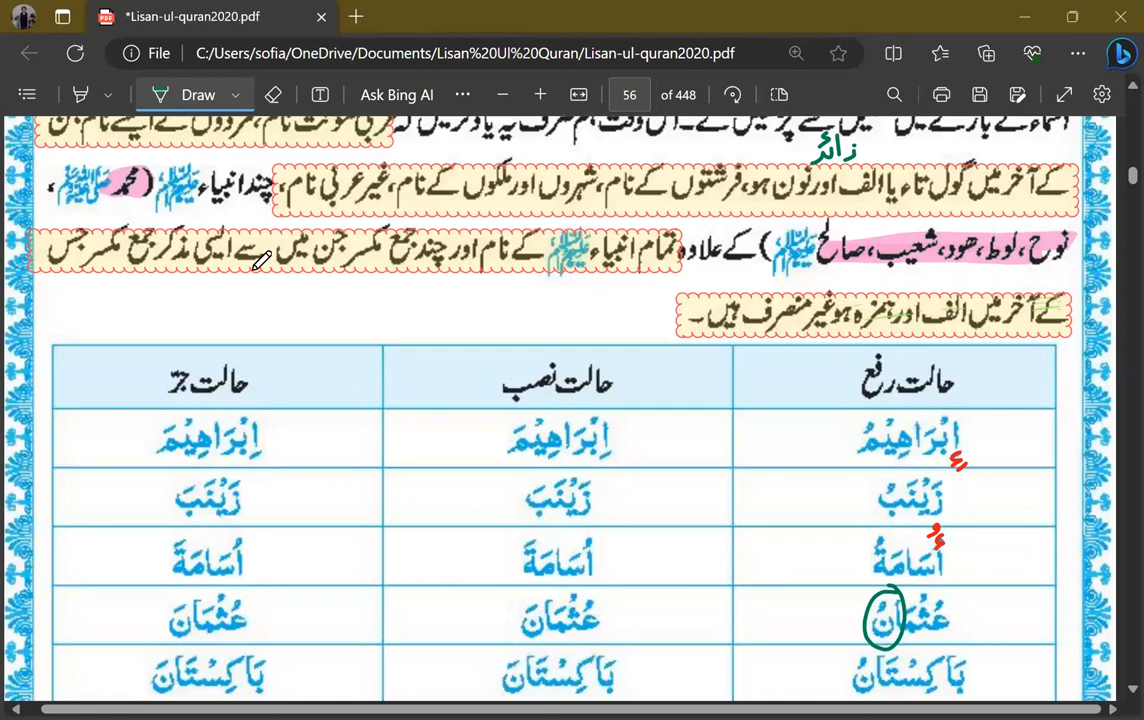 *Lisan-ul-quran2020.pdf
File C:/Users/sofia/OneDrive/Documents/Lisan%20Ul%20Quran/Lisan-ul-quran2020.pdf
Draw Ask Bing AI 56 of 448
زائد
کے آخر میں گول تاء یا الف اور نون ہو، فرشتوں کے نام، شہروں اور ملکوں کے نام، غیر عربی نام، چند انبیاء علیہم السلام (محمد صلی اللہ علیہ وسلم،
نوح، لوط، ھود، شعیب، صالح علیہم السلام) کے علاوہ تمام انبیاء علیہم السلام کے نام اور چند جمع مکسر جن میں سے ایسی مذکر جمع مکسر جس
کے آخر میں الف اور ہمزہ ہو غیر منصرف ہیں۔
حالت رفع حالت نصب حالت جرّ
اِبْرَاهِيْمُ اِبْرَاهِيْمَ اِبْرَاهِيْمَ
زَيْنَبُ زَيْنَبَ زَيْنَبَ
اُسَامَةُ اُسَامَةَ اُسَامَةَ
عُثْمَانُ عُثْمَانَ عُثْمَانَ
بَاكِسْتَانُ بَاكِسْتَانَ بَاكِسْتَانَ